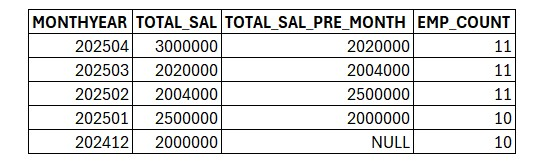 MONTHYEAR TOTAL_SAL TOTAL_SAL_PRE_MONTH EMP_COUNT
202504 3000000 2020000 11
202503 2020000 2004000 11
202502 2004000 2500000 11
202501 2500000 2000000 10
202412 2000000 NULL 10